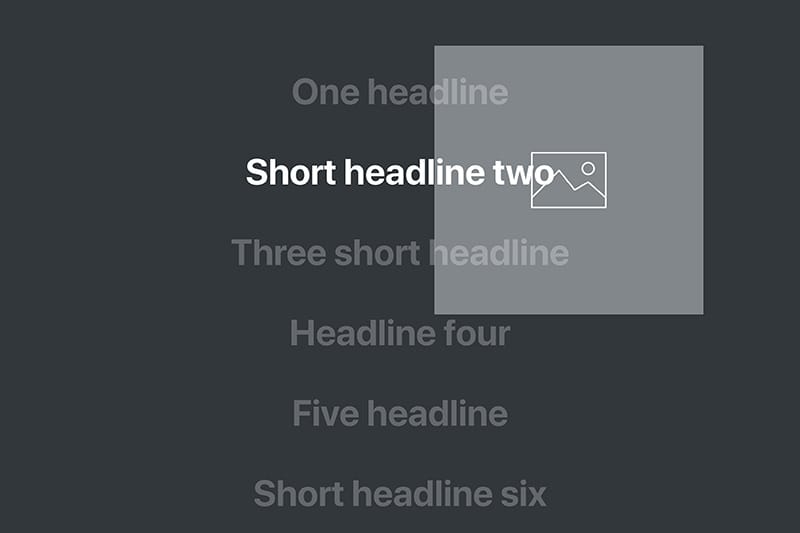 One headline
Short headline two
Three short headline
Headline four
Five headline
Short headline six